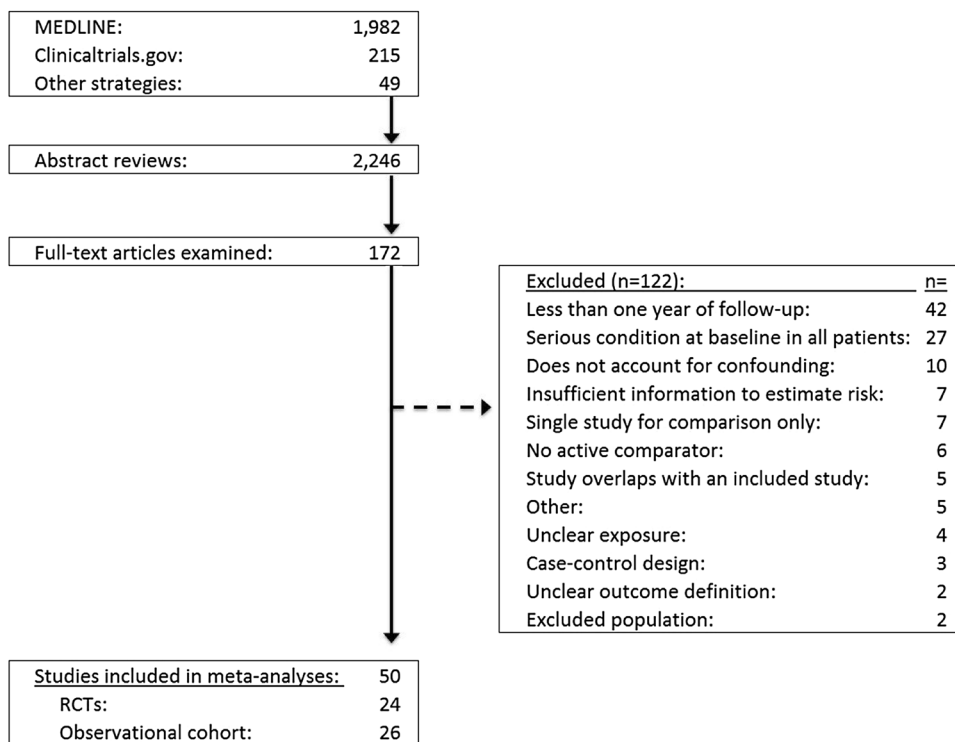 MEDLINE: 1,982
Clinicaltrials.gov: 215
Other strategies: 49
Abstract reviews: 2,246
Full-text articles examined: 172
Excluded (n=122): n=
Less than one year of follow-up: 42
Serious condition at baseline in all patients: 27
Does not account for confounding: 10
Insufficient information to estimate risk: 7
Single study for comparison only: 7
No active comparator: 6
Study overlaps with an included study: 5
Other: 5
Unclear exposure: 4
Case-control design: 3
Unclear outcome definition: 2
Excluded population: 2
Studies included in meta-analyses: 50
RCTs: 24
Observational cohort: 26